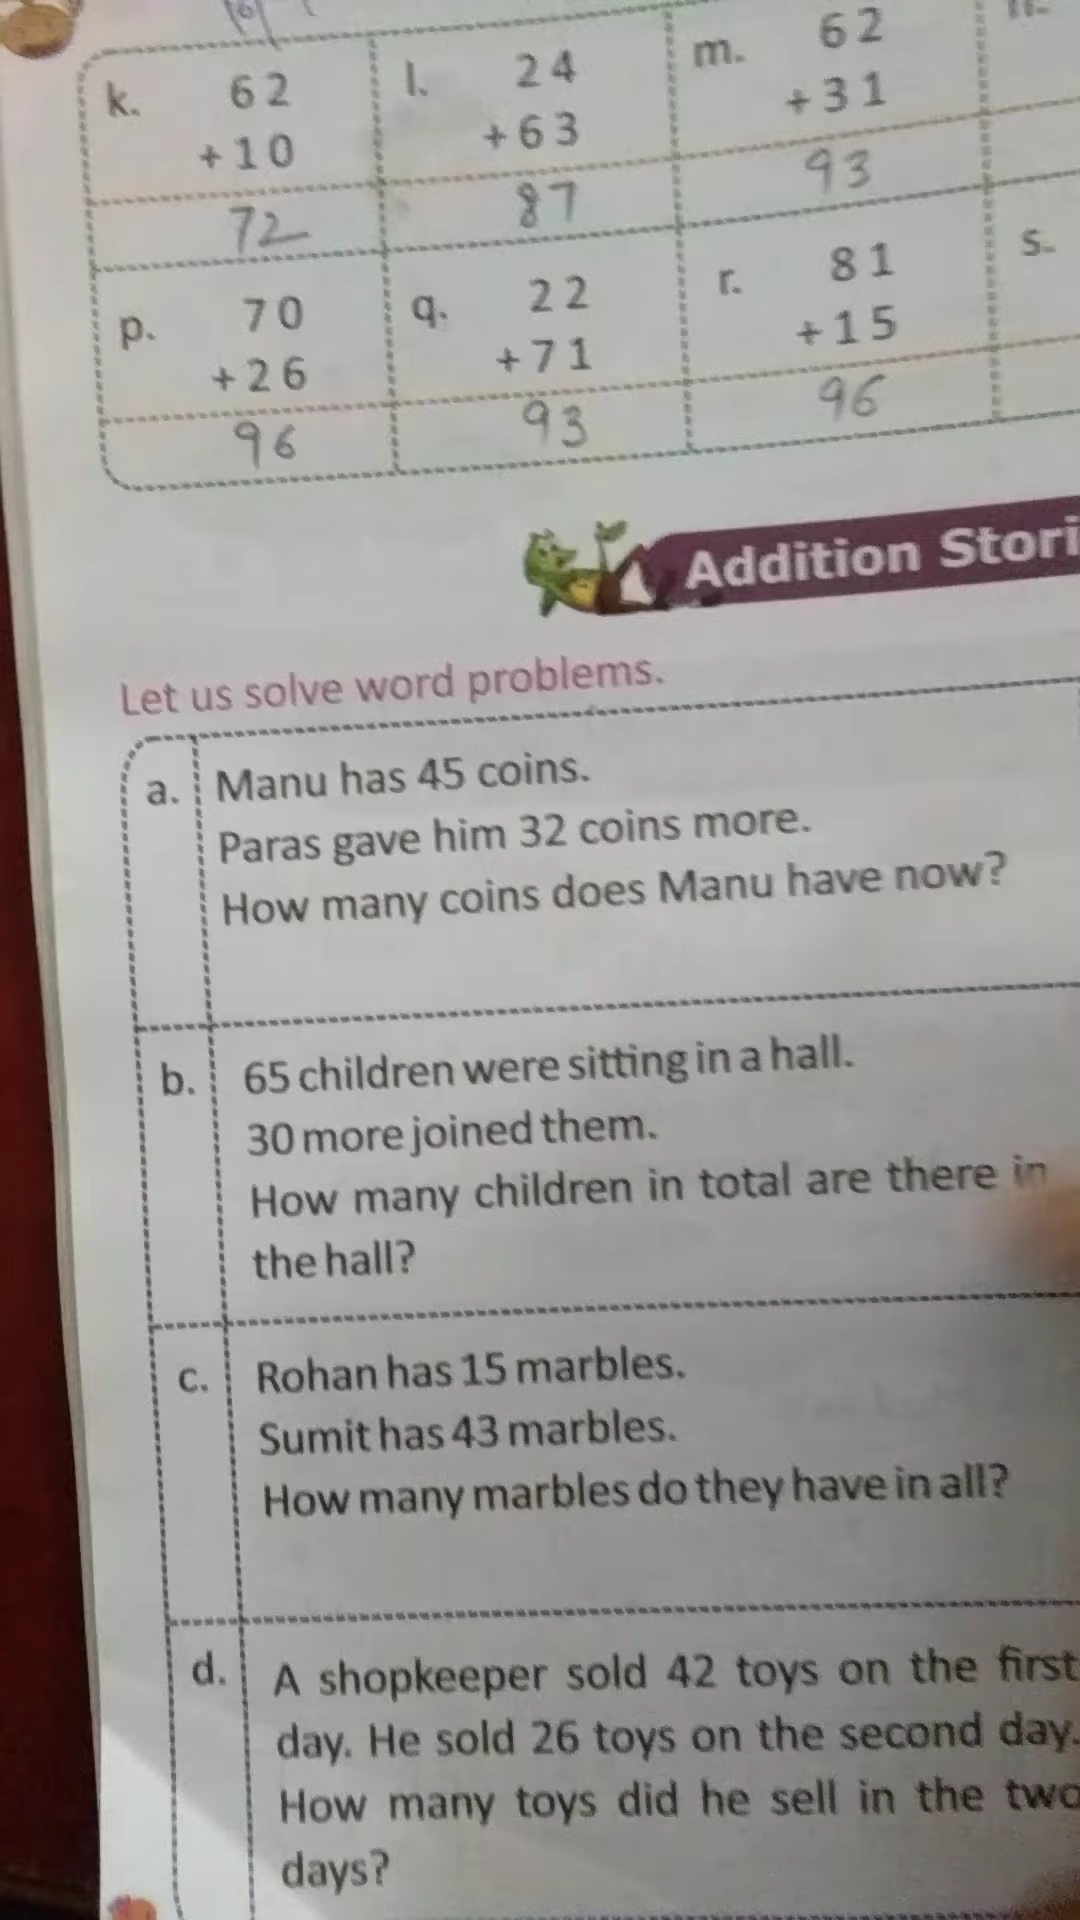 k. 62
+10
72
l. 24
+63
87
m. 62
+31
93
p. 70
+26
96
q. 22
+71
93
r. 81
+15
96
s.
Addition Stori
Let us solve word problems.
a. Manu has 45 coins.
Paras gave him 32 coins more.
How many coins does Manu have now?
b. 65 children were sitting in a hall.
30 more joined them.
How many children in total are there in
the hall?
c. Rohan has 15 marbles.
Sumit has 43 marbles.
How many marbles do they have in all?
d. A shopkeeper sold 42 toys on the first
day. He sold 26 toys on the second day.
How many toys did he sell in the two
days?